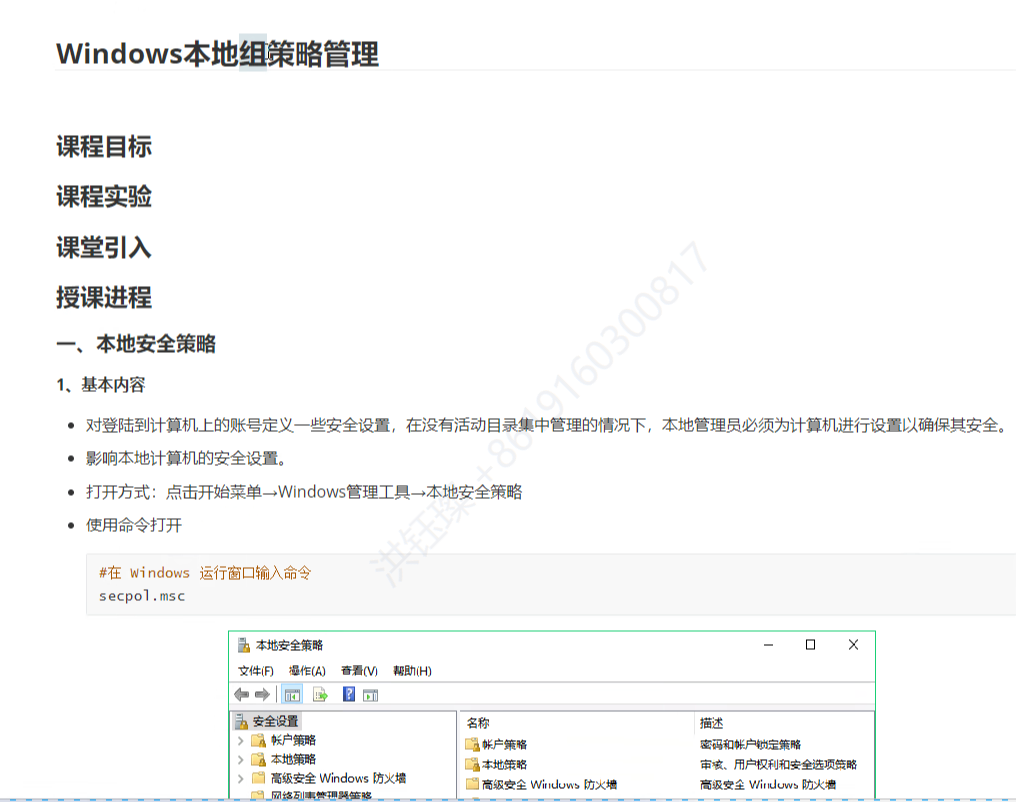 Windows本地组策略管理
课程目标
课程实验
课堂引入
授课进程
一、本地安全策略
1、基本内容
对登陆到计算机上的账号定义一些安全设置，在没有活动目录集中管理的情况下，本地管理员必须为计算机进行设置以确保其安全。
影响本地计算机的安全设置。
打开方式：点击开始菜单→Windows管理工具→本地安全策略
使用命令打开
#在 Windows 运行窗口输入命令
secpol.msc
洪钰璨+8619160300817
本地安全策略
文件(F) 操作(A) 查看(V) 帮助(H)
安全设置
帐户策略
本地策略
高级安全 Windows 防火墙
网络列表管理器策略
名称 描述
帐户策略 密码和帐户锁定策略
本地策略 审核、用户权利和安全选项策略
高级安全 Windows 防火墙 高级安全 Windows 防火墙